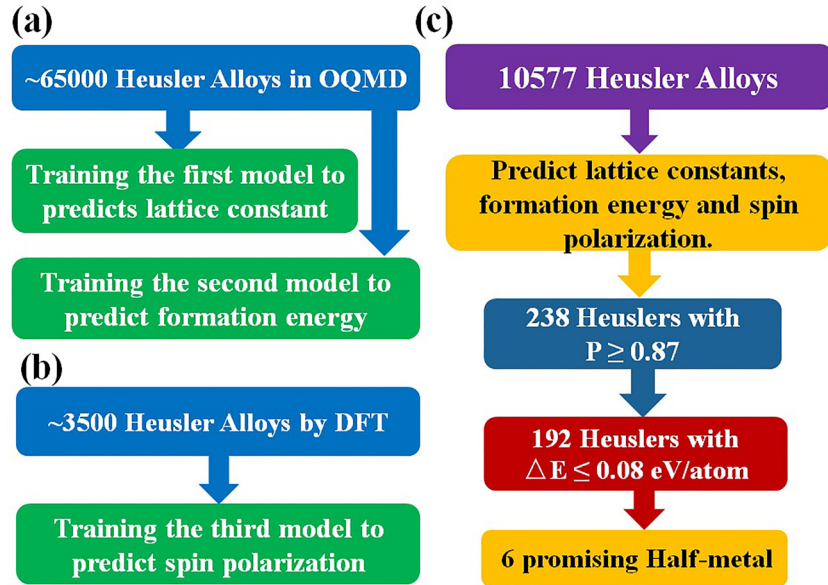 (a)
~65000 Heusler Alloys in OQMD
Training the first model to
predicts lattice constant
Training the second model to
predict formation energy
(b)
~3500 Heusler Alloys by DFT
Training the third model to
predict spin polarization
(c)
10577 Heusler Alloys
Predict lattice constants,
formation energy and spin
polarization.
238 Heuslers with
P ≥ 0.87
192 Heuslers with
△E ≤ 0.08 eV/atom
6 promising Half-metal